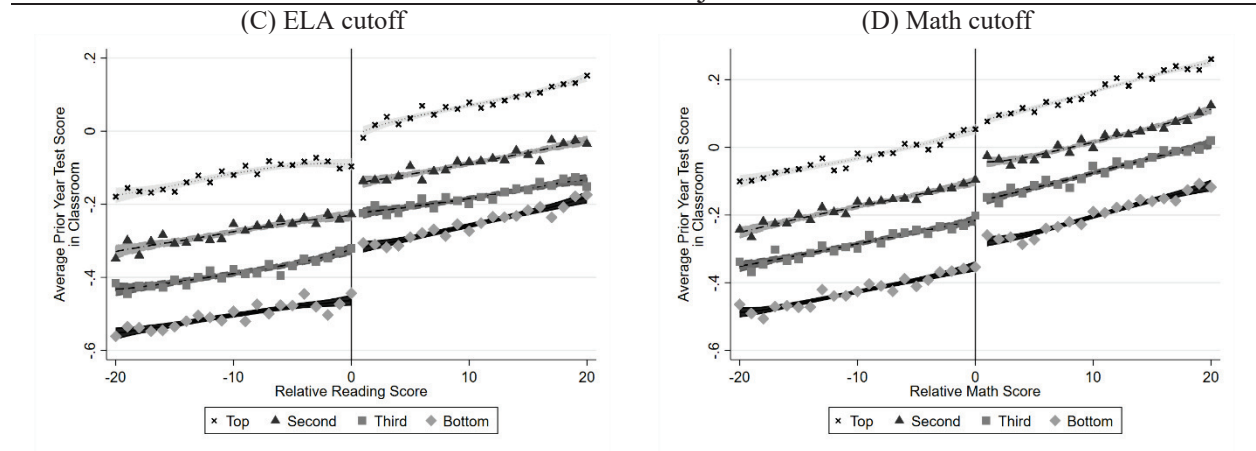 (C) ELA cutoff
Average Prior Year Test Score
in Classroom
.2
0
-.2
-.4
-.6
-20
-10
0
10
20
Relative Reading Score
Top
Second
Third
Bottom
(D) Math cutoff
Average Prior Year Test Score
in Classroom
.2
0
-.2
-.4
-.6
-20
-10
0
10
20
Relative Math Score
Top
Second
Third
Bottom